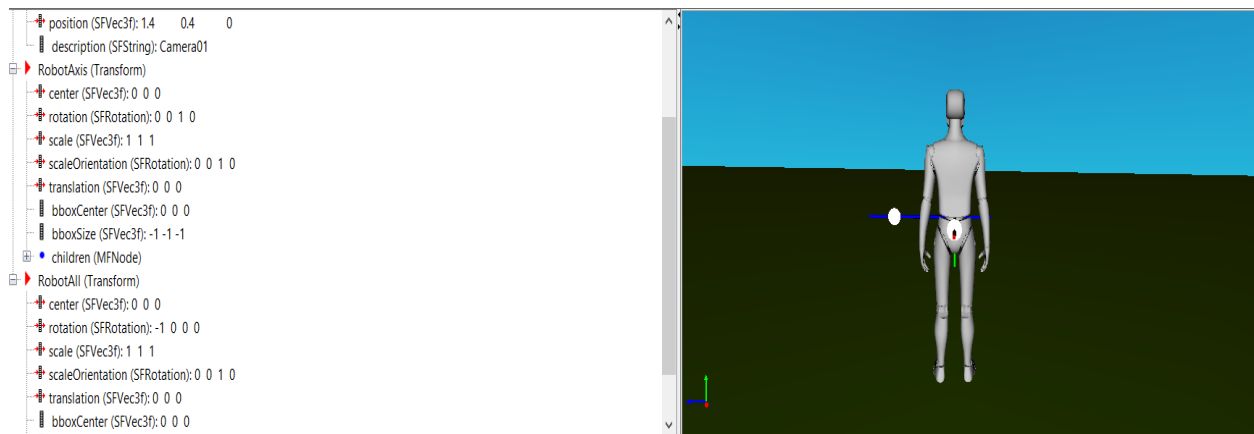 position (SFVec3f): 1.4 0.4 0
description (SFString): Camera01
RobotAxis (Transform)
center (SFVec3f): 0 0 0
rotation (SFRotation): 0 0 1 0
scale (SFVec3f): 1 1 1
scaleOrientation (SFRotation): 0 0 1 0
translation (SFVec3f): 0 0 0
bboxCenter (SFVec3f): 0 0 0
bboxSize (SFVec3f): -1 -1 -1
children (MFNode)
RobotAll (Transform)
center (SFVec3f): 0 0 0
rotation (SFRotation): -1 0 0 0
scale (SFVec3f): 1 1 1
scaleOrientation (SFRotation): 0 0 1 0
translation (SFVec3f): 0 0 0
bboxCenter (SFVec3f): 0 0 0